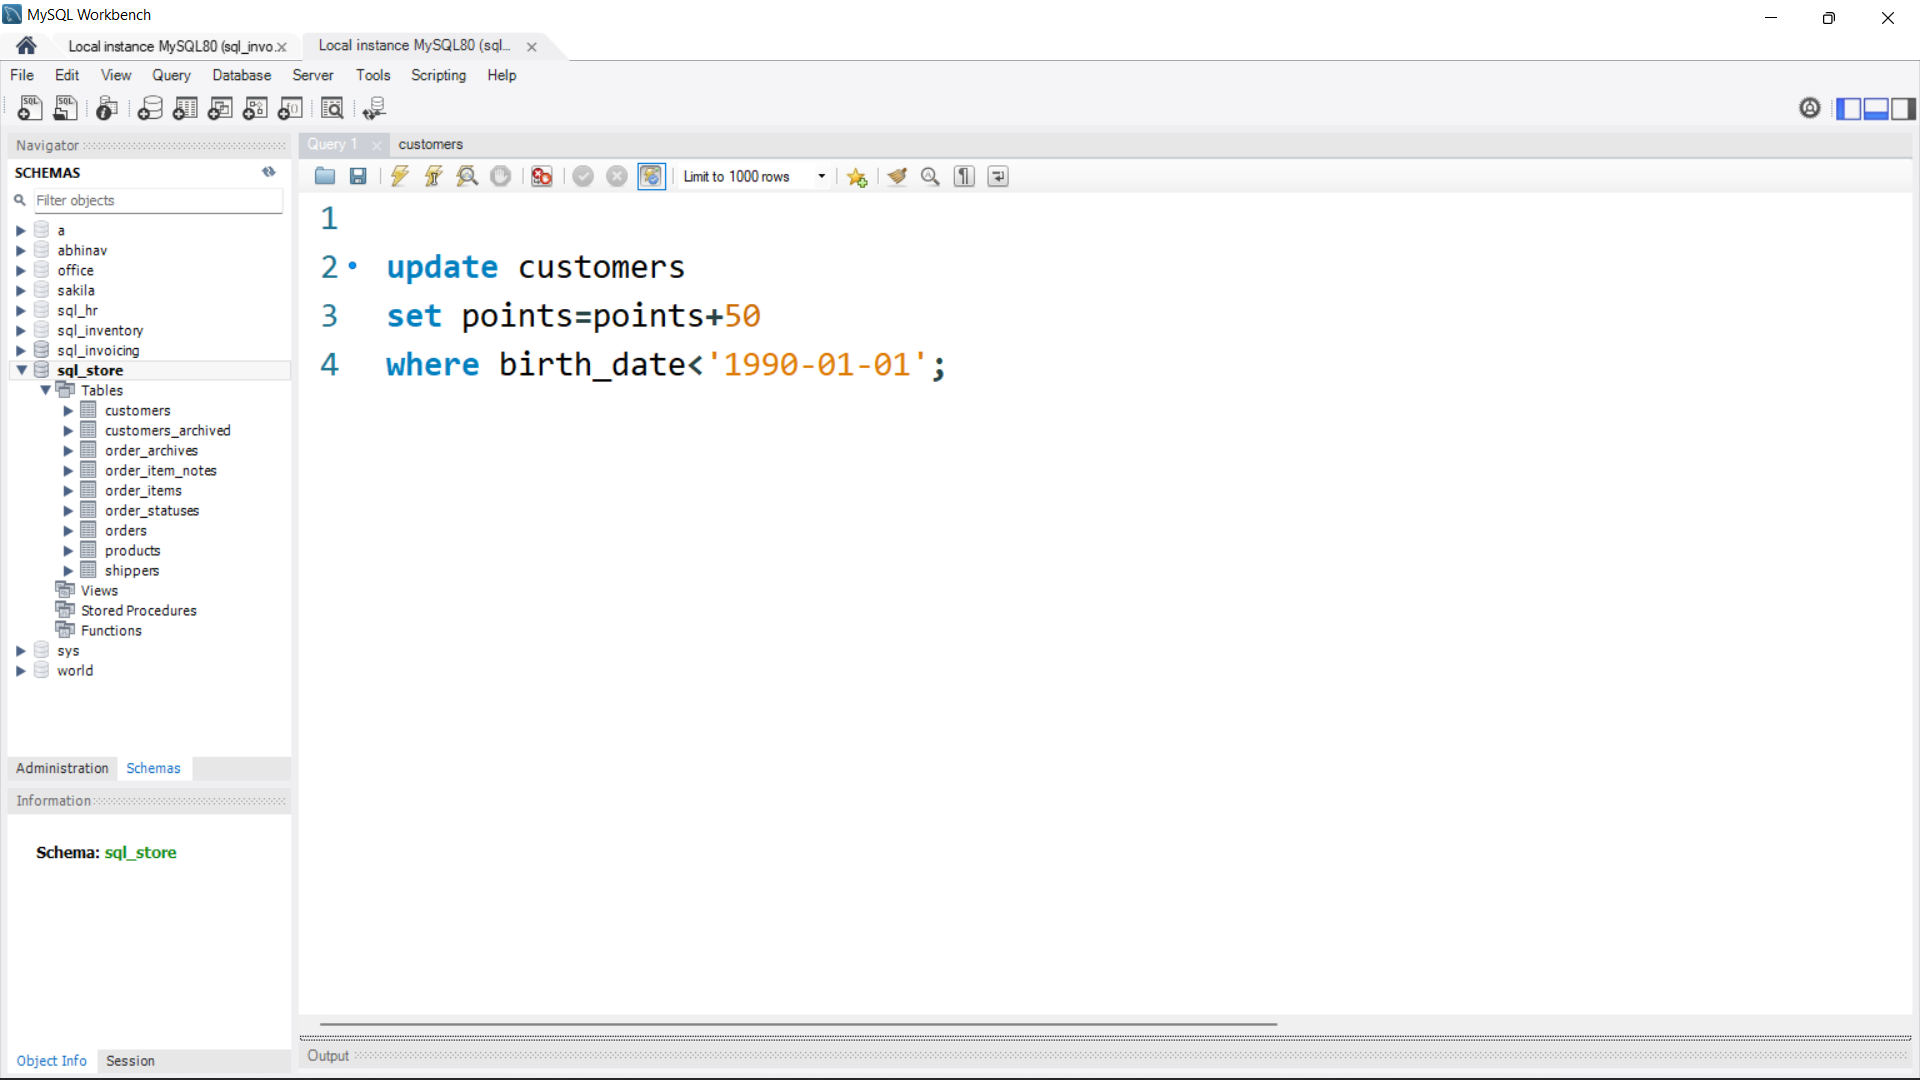 MySQL Workbench
Local instance MySQL80 (sql_invo.
Local instance MySQL80 (sql...
File Edit View Query Database Server Tools Scripting Help
Navigator
Query 1
customers
SCHEMAS
Limit to 1000 rows
Filter objects
a
abhinav
office
sakila
sql_hr
sql_inventory
sql_invoicing
sql_store
Tables
customers
customers_archived
order_archives
order_item_notes
order_items
order_statuses
orders
products
shippers
Views
Stored Procedures
Functions
sys
world
1
2 update customers
3 set points=points+50
4 where birth_date<'1990-01-01';
Administration Schemas
Information
Schema: sql_store
Object Info Session
Output